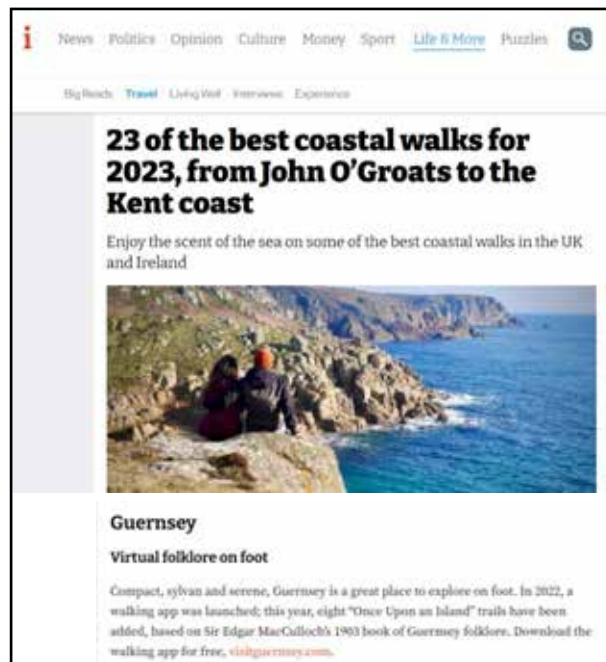 i News Politics Opinion Culture Money Sport Life & More Puzzles
Big Reads Travel Living Well Interviews Experience
23 of the best coastal walks for
2023, from John O'Groats to the
Kent coast
Enjoy the scent of the sea on some of the best coastal walks in the UK
and Ireland
Guernsey
Virtual folklore on foot
Compact, sylvan and serene, Guernsey is a great place to explore on foot. In 2022, a
walking app was launched; this year, eight "Once Upon an Island" trails have been
added, based on Sir Edgar MacCulloch's 1903 book of Guernsey folklore. Download the
walking app for free, visitguernsey.com.